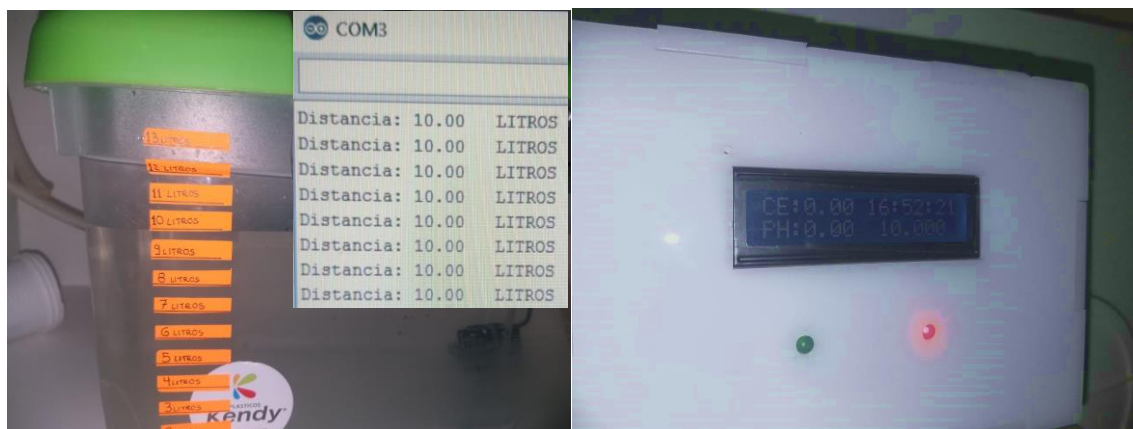 COM3
Distancia: 10.00 LITROS
Distancia: 10.00 LITROS
Distancia: 10.00 LITROS
Distancia: 10.00 LITROS
Distancia: 10.00 LITROS
Distancia: 10.00 LITROS
Distancia: 10.00 LITROS
Distancia: 10.00 LITROS
13 LITROS
12 LITROS
11 LITROS
10 LITROS
9 LITROS
8 LITROS
7 LITROS
6 LITROS
5 LITROS
4 LITROS
3 LITROS
PLASTICOS
Kendy
CE:0.00 16:52:21
PH:0.00 10.000